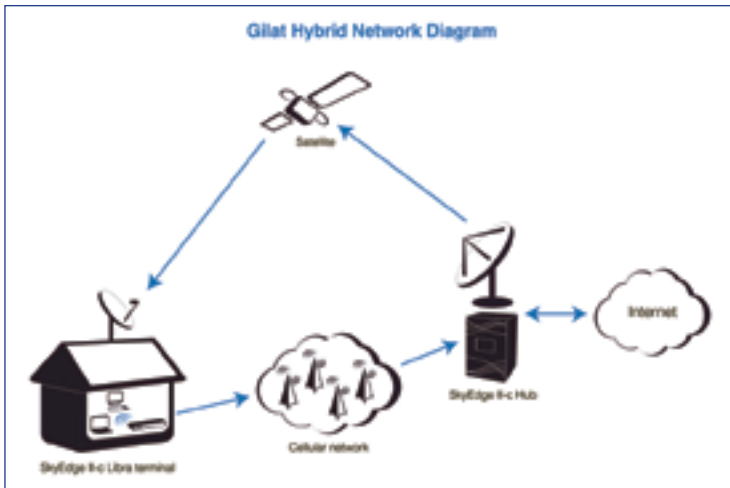 Gilat Hybrid Network Diagram
Satellite
Internet
SkyEdge II-c Hub
Cellular network
SkyEdge II-c Libra terminal